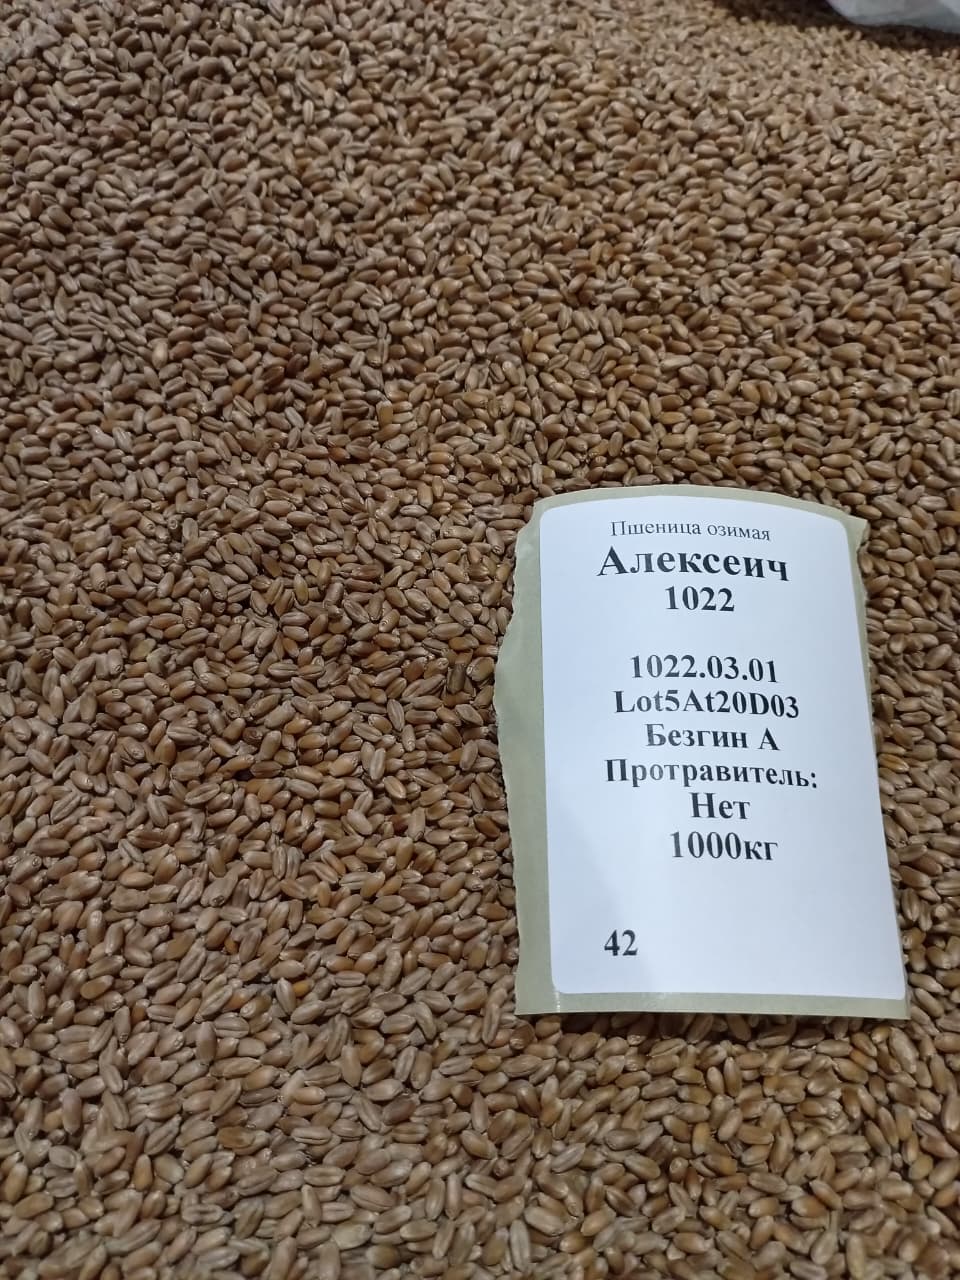 Пшеница озимая
Алексеич
1022
1022.03.01
Lot5At20D03
Безгин А
Протравитель:
Нет
1000кг
42